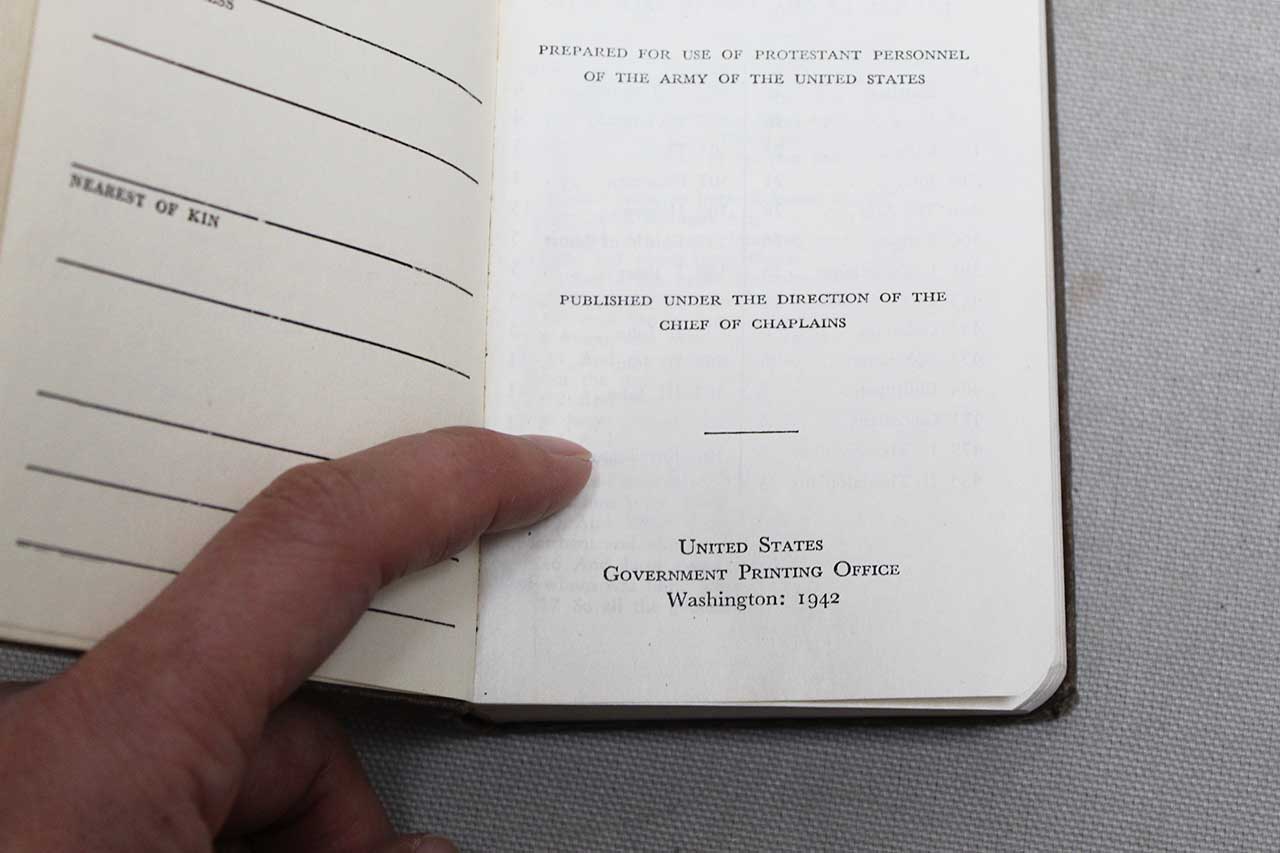 NEAREST OF KIN
PREPARED FOR USE OF PROTESTANT PERSONNEL
OF THE ARMY OF THE UNITED STATES
PUBLISHED UNDER THE DIRECTION OF THE
CHIEF OF CHAPLAINS
UNITED STATES
GOVERNMENT PRINTING OFFICE
Washington: 1942